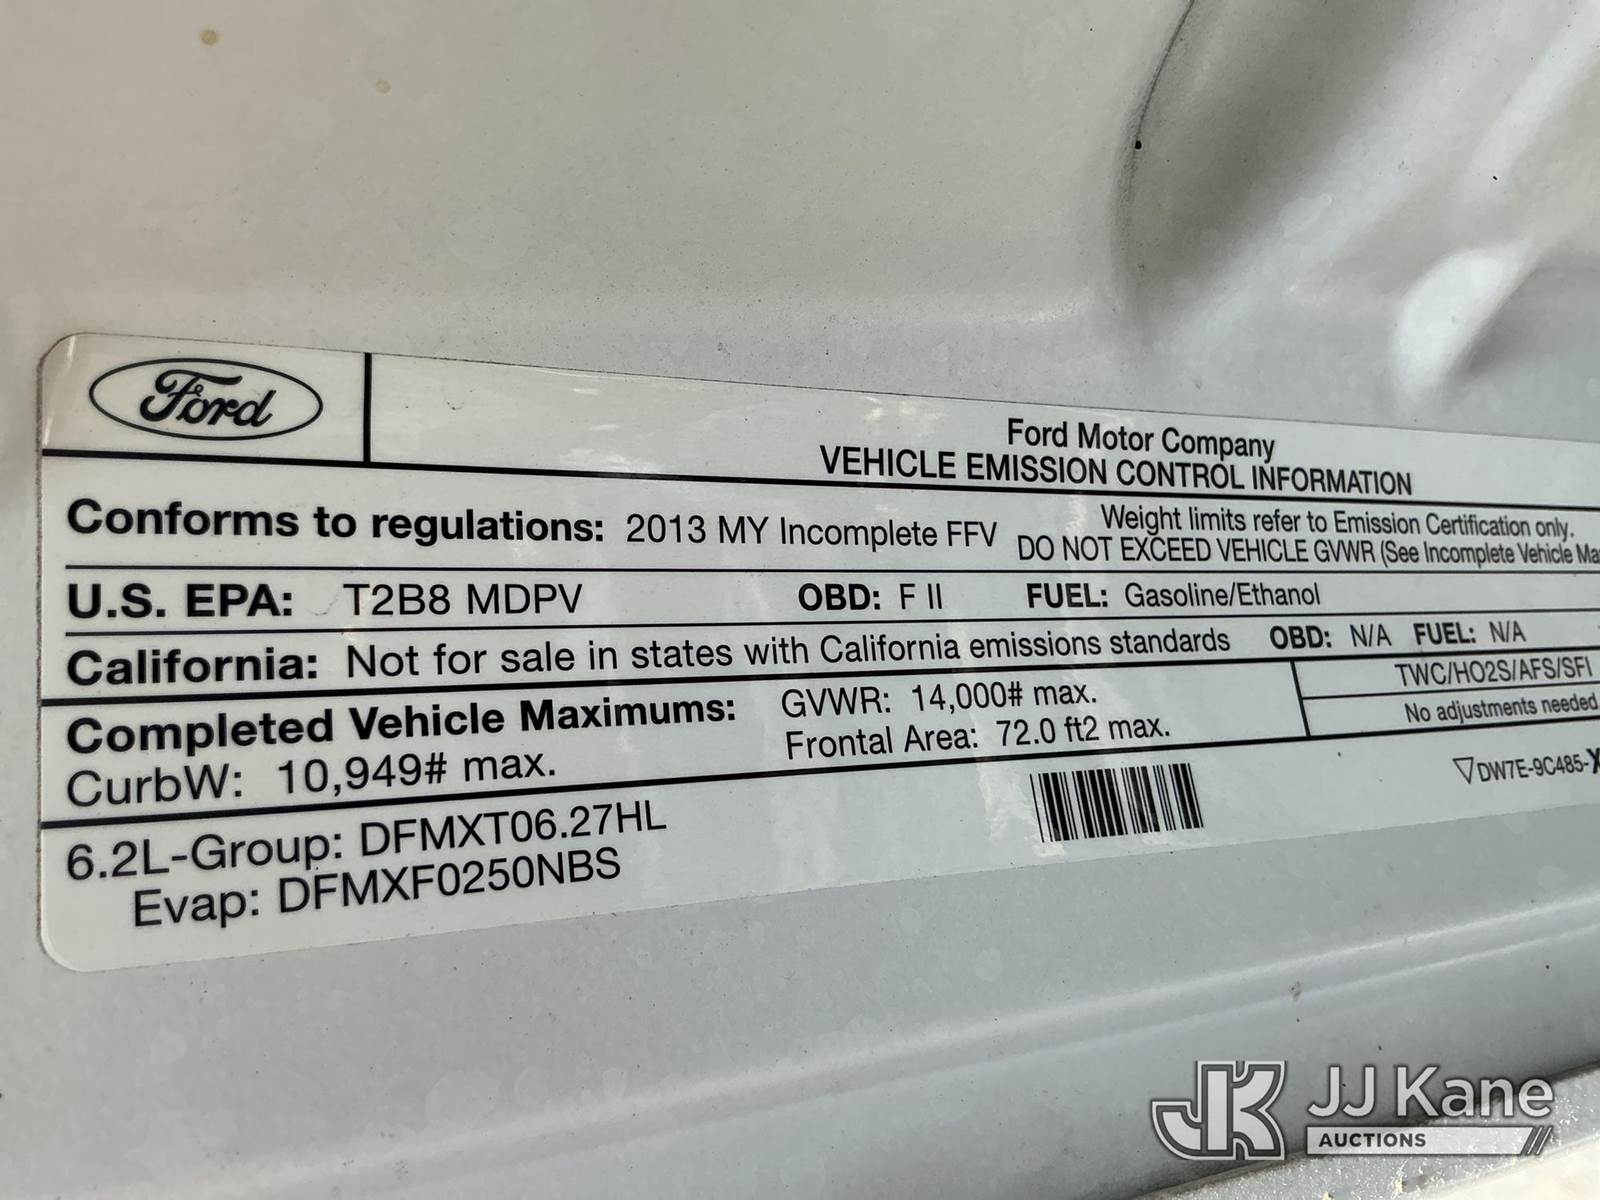 Ford
Ford Motor Company
VEHICLE EMISSION CONTROL INFORMATION
Conforms to regulations: 2013 MY Incomplete FFV
Weight limits refer to Emission Certification only.
DO NOT EXCEED VEHICLE GVWR (See Incomplete Vehicle
U.S. EPA: T2B8 MDPV OBD: F II FUEL: Gasoline/Ethanol
California: Not for sale in states with California emissions standards OBD: N/A FUEL: N/A
Completed Vehicle Maximums: GVWR: 14,000# max.
CurbW: 10,949# max. Frontal Area: 72.0 ft2 max.
TWC/HO2S/AFS/SFI
No adjustments needed
6.2L-Group: DFMXT06.27HL
Evap: DFMXF0250NBS
DW7E-9C485-
JK JJ Kane
AUCTIONS